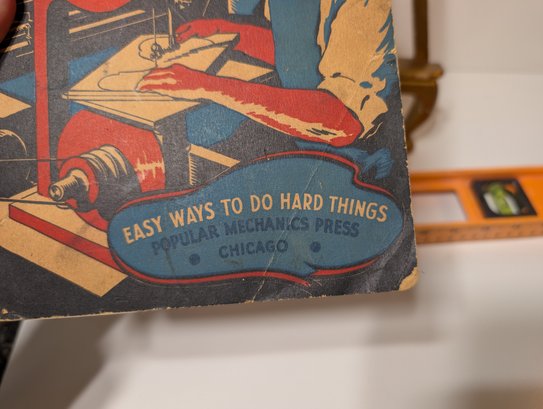 EASY WAYS TO DO HARD THINGS
POPULAR MECHANICS PRESS
CHICAGO